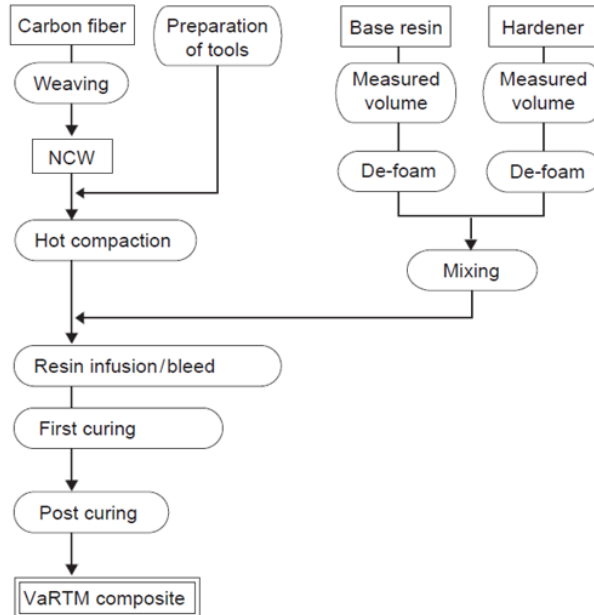 Carbon fiber
Preparation
of tools
Base resin
Hardener
Weaving
Measured
volume
Measured
volume
NCW
De-foam
De-foam
Hot compaction
Mixing
Resin infusion/bleed
First curing
Post curing
VaRTM composite